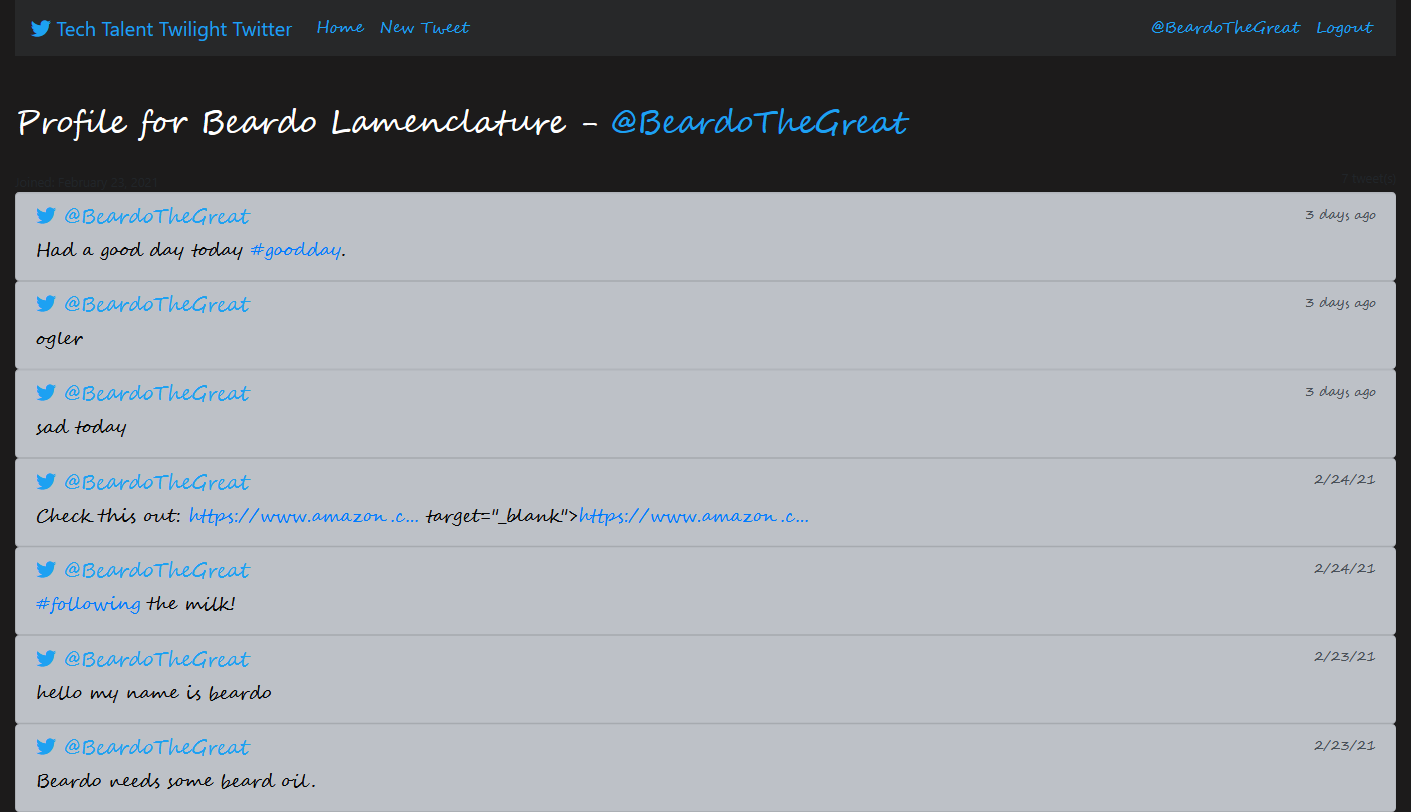 Tech Talent Twilight Twitter Home New Tweet @BeardoTheGreat Logout
Profile for Beardo Lamenclature - @BeardoTheGreat
Joined: February 23, 2021 7 tweet(s)
@BeardoTheGreat 3 days ago
Had a good day today #goodday.
@BeardoTheGreat 3 days ago
ogler
@BeardoTheGreat 3 days ago
sad today
@BeardoTheGreat 2/24/21
Check this out: https://www.amazon.c... target="_blank">https://www.amazon.c...
@BeardoTheGreat 2/24/21
#following the milk!
@BeardoTheGreat 2/23/21
hello my name is beardo
@BeardoTheGreat 2/23/21
Beardo needs some beard oil.